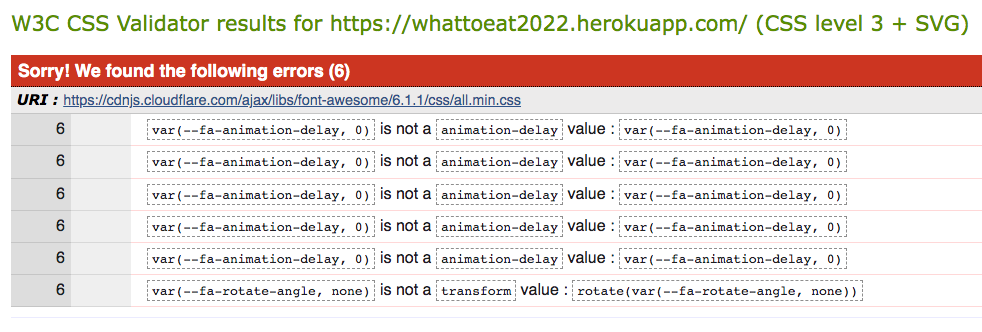 W3C CSS Validator results for https://whattoeat2022.herokuapp.com/ (CSS level 3 + SVG)
Sorry! We found the following errors (6)
URI : https://cdnjs.cloudflare.com/ajax/libs/font-awesome/6.1.1/css/all.min.css
6 var(--fa-animation-delay, 0) is not a animation-delay value : var(--fa-animation-delay, 0)
6 var(--fa-animation-delay, 0) is not a animation-delay value : var(--fa-animation-delay, 0)
6 var(--fa-animation-delay, 0) is not a animation-delay value : var(--fa-animation-delay, 0)
6 var(--fa-animation-delay, 0) is not a animation-delay value : var(--fa-animation-delay, 0)
6 var(--fa-animation-delay, 0) is not a animation-delay value : var(--fa-animation-delay, 0)
6 var(--fa-rotate-angle, none) is not a transform value : rotate(var(--fa-rotate-angle, none))